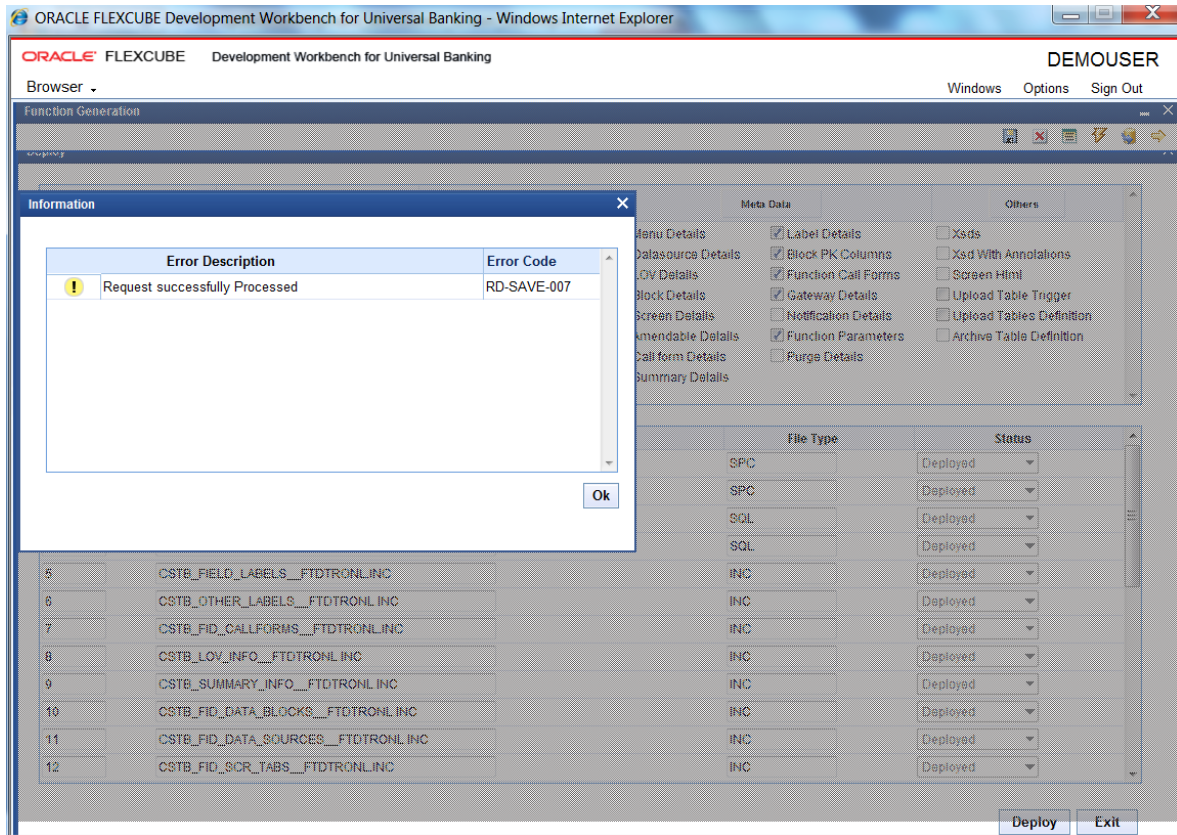 ORACLE FLEXCUBE Development Workbench for Universal Banking - Windows Internet Explorer
ORACLE FLEXCUBE Development Workbench for Universal Banking DEMOUSER
Browser Windows Options Sign Out
Function Generation
Deploy
Information
Meta Data Others
Error Description Error Code
Request successfully Processed RD-SAVE-007
Ok
Menu Details Label Details Xsds
Datasource Details Block PK Columns Xsd With Annotations
LOV Details Function Call Forms Screen Html
Block Details Gateway Details Upload Table Trigger
Screen Details Notification Details Upload Tables Definition
Amendable Details Function Parameters Archive Table Definition
Call form Details Purge Details
Summary Details
File Type Status
SPC Deployed
SPC Deployed
SQL Deployed
SQL Deployed
5 CSTB_FIELD_LABELS__FTDTRONL.INC INC Deployed
6 CSTB_OTHER_LABELS__FTDTRONL.INC INC Deployed
7 CSTB_FID_CALLFORMS__FTDTRONL.INC INC Deployed
8 CSTB_LOV_INFO__FTDTRONL.INC INC Deployed
9 CSTB_SUMMARY_INFO__FTDTRONL.INC INC Deployed
10 CSTB_FID_DATA_BLOCKS__FTDTRONL.INC INC Deployed
11 CSTB_FID_DATA_SOURCES__FTDTRONL.INC INC Deployed
12 CSTB_FID_SCR_TABS__FTDTRONL.INC INC Deployed
Deploy Exit